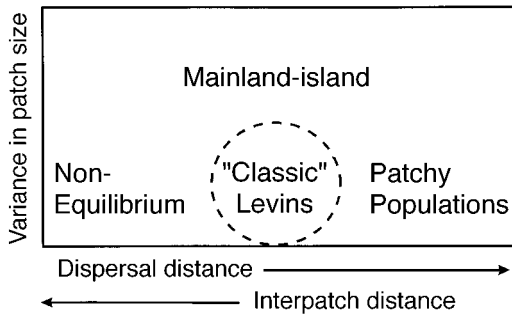 Variance in patch size
Mainland-island
Non-
Equilibrium
"Classic"
Levins
Patchy
Populations
Dispersal distance
Interpatch distance